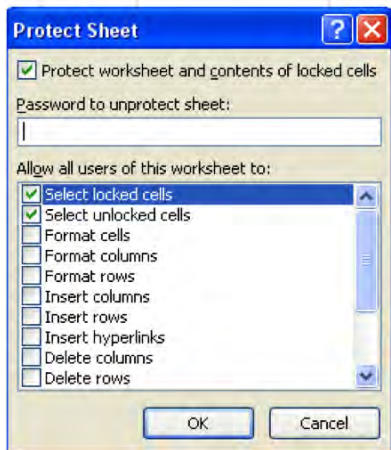 Protect Sheet
Protect worksheet and contents of locked cells
Password to unprotect sheet:
Allow all users of this worksheet to:
Select locked cells
Select unlocked cells
Format cells
Format columns
Format rows
Insert columns
Insert rows
Insert hyperlinks
Delete columns
Delete rows
OK Cancel